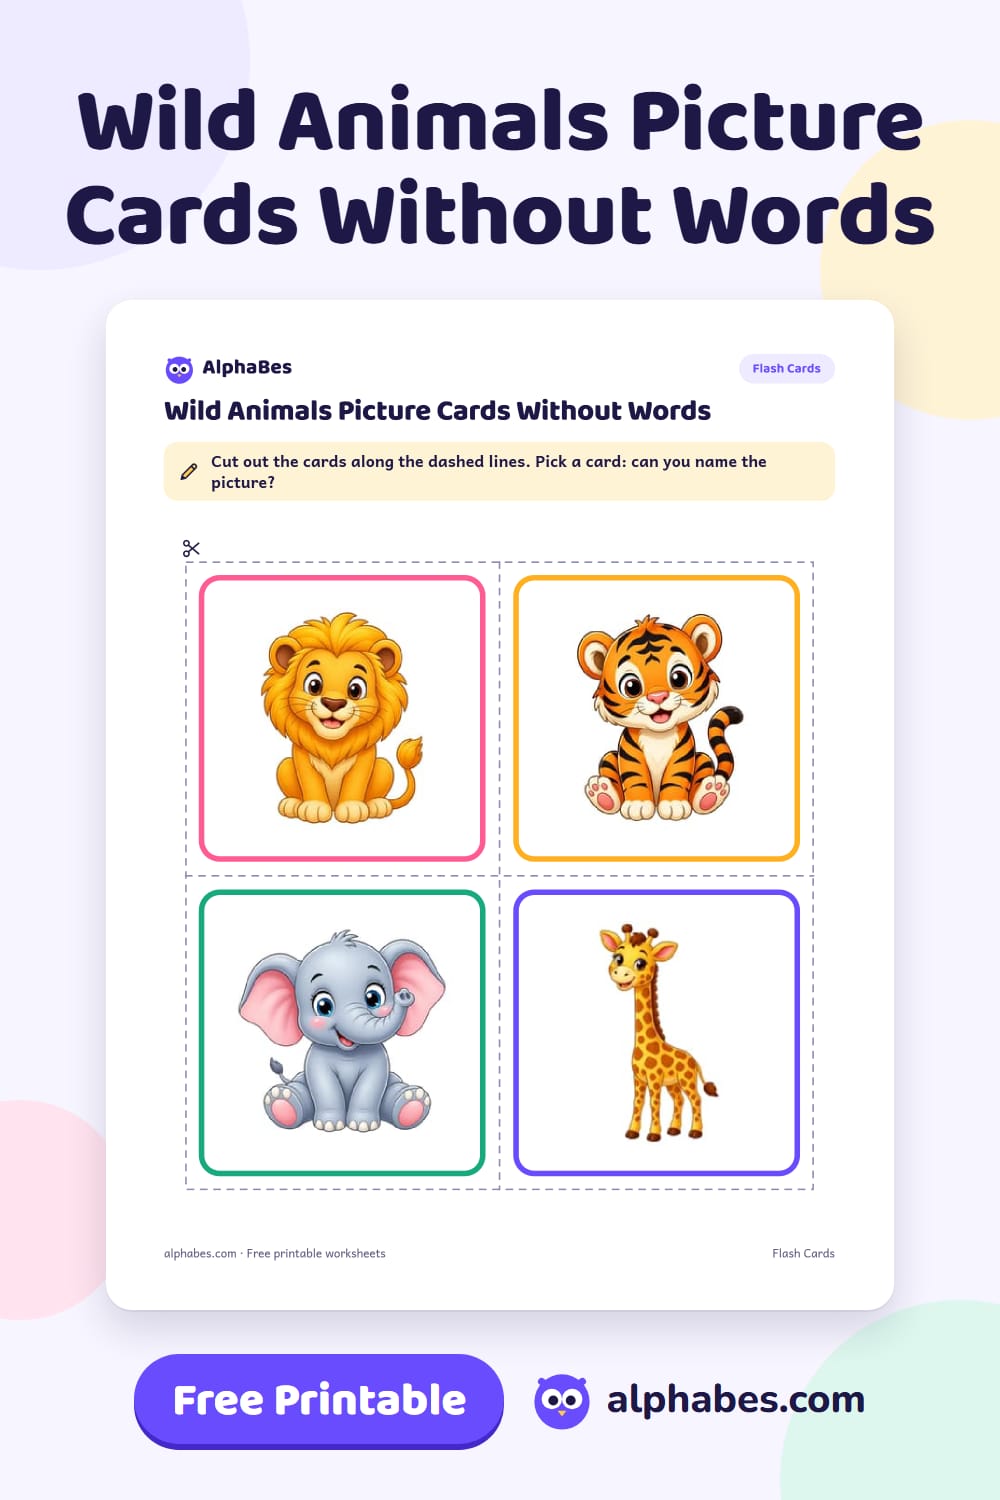 Wild Animals Picture
Cards Without Words
AlphaBes
Flash Cards
Wild Animals Picture Cards Without Words
Cut out the cards along the dashed lines. Pick a card: can you name the
picture?
alphabes.com · Free printable worksheets
Flash Cards
Free Printable
alphabes.com